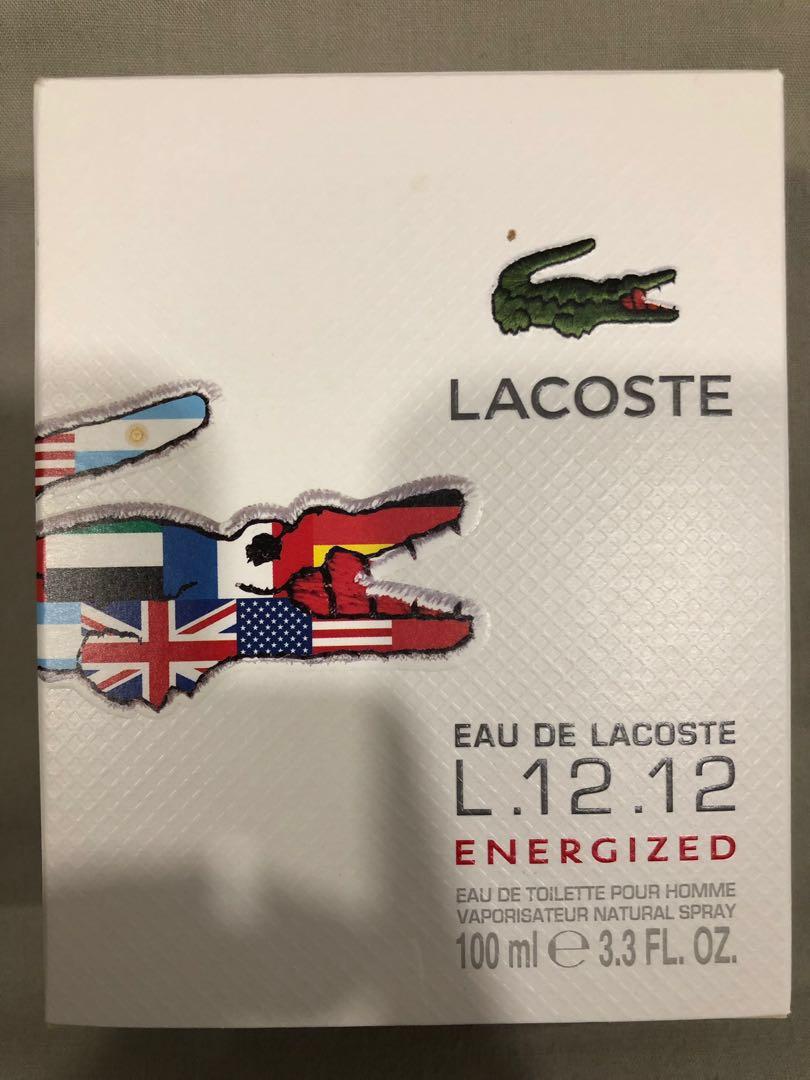 LACOSTE
EAU DE LACOSTE
L.12.12
ENERGIZED
EAU DE TOiLETTE POUR HOMME
VAPORISATEUR NATURAL SPRAY
100 ml ℮ 3.3 FL. OZ.